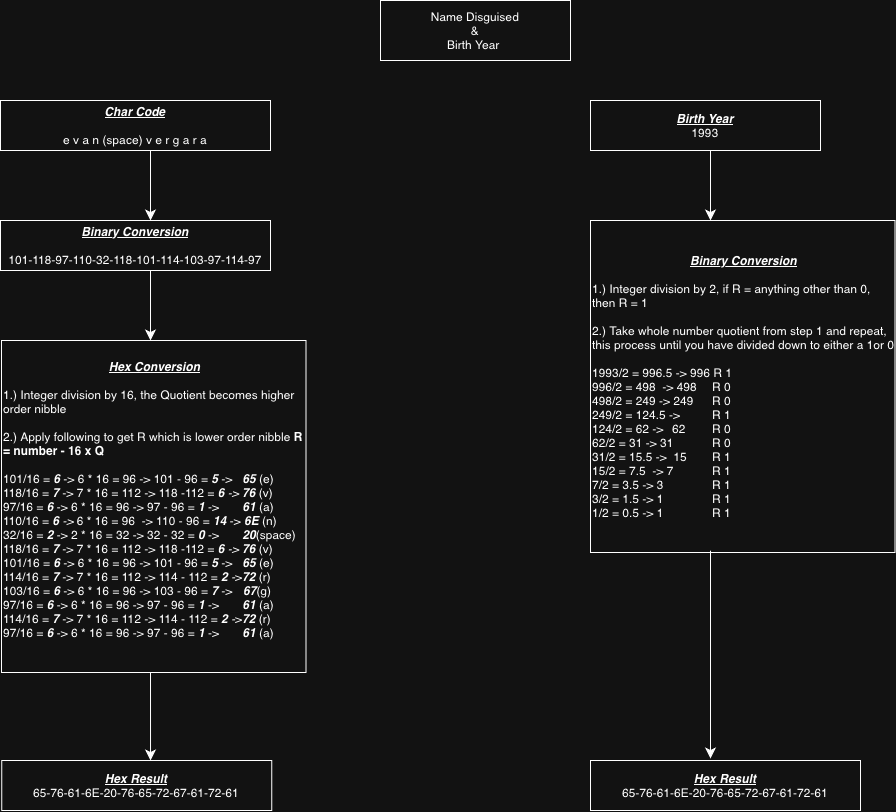 Name Disguised
&
Birth Year
Char Code
e v a n (space) v e r g a r a
Binary Conversion
101-118-97-110-32-118-101-114-103-97-114-97
Hex Conversion
1.) Integer division by 16, the Quotient becomes higher
order nibble
2.) Apply following to get R which is lower order nibble R
= number - 16 x Q
101/16 = 6 -> 6 * 16 = 96 -> 101 - 96 = 5 -> 65 (e)
118/16 = 7 -> 7 * 16 = 112 -> 118 -112 = 6 -> 76 (v)
97/16 = 6 -> 6 * 16 = 96 -> 97 - 96 = 1 -> 61 (a)
110/16 = 6 -> 6 * 16 = 96 -> 110 - 96 = 14 -> 6E (n)
32/16 = 2 -> 2 * 16 = 32 -> 32 - 32 = 0 -> 20(space)
118/16 = 7 -> 7 * 16 = 112 -> 118 -112 = 6 -> 76 (v)
101/16 = 6 -> 6 * 16 = 96 -> 101 - 96 = 5 -> 65 (e)
114/16 = 7 -> 7 * 16 = 112 -> 114 - 112 = 2 ->72 (r)
103/16 = 6 -> 6 * 16 = 96 -> 103 - 96 = 7 -> 67(g)
97/16 = 6 -> 6 * 16 = 96 -> 97 - 96 = 1 -> 61 (a)
114/16 = 7 -> 7 * 16 = 112 -> 114 - 112 = 2 ->72 (r)
97/16 = 6 -> 6 * 16 = 96 -> 97 - 96 = 1 -> 61 (a)
Hex Result
65-76-61-6E-20-76-65-72-67-61-72-61
Birth Year
1993
Binary Conversion
1.) Integer division by 2, if R = anything other than 0,
then R = 1
2.) Take whole number quotient from step 1 and repeat,
this process until you have divided down to either a 1or 0
1993/2 = 996.5 -> 996 R 1
996/2 = 498 -> 498 R 0
498/2 = 249 -> 249 R 0
249/2 = 124.5 -> R 1
124/2 = 62 -> 62 R 0
62/2 = 31 -> 31 R 0
31/2 = 15.5 -> 15 R 1
15/2 = 7.5 -> 7 R 1
7/2 = 3.5 -> 3 R 1
3/2 = 1.5 -> 1 R 1
1/2 = 0.5 -> 1 R 1
Hex Result
65-76-61-6E-20-76-65-72-67-61-72-61